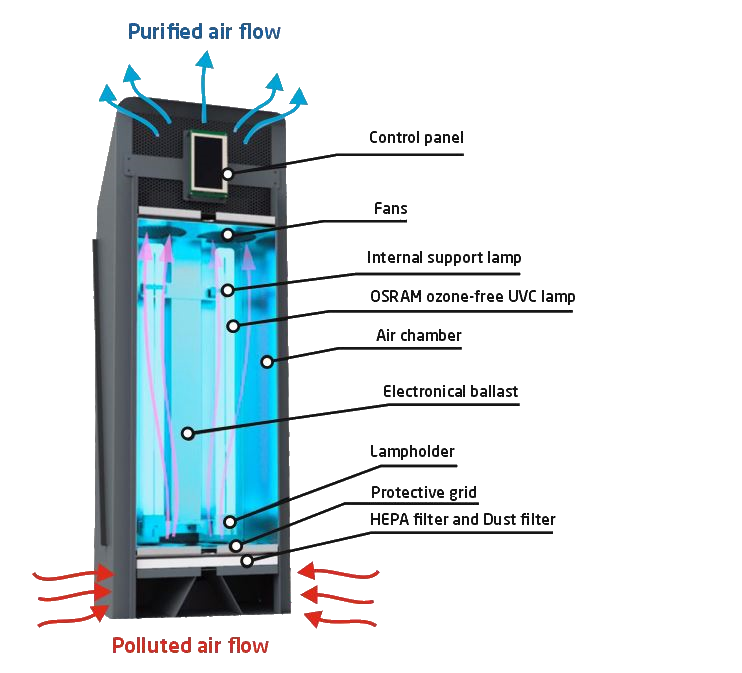 Purified air flow
Control panel
Fans
Internal support lamp
OSRAM ozone-free UVC lamp
Air chamber
Electronical ballast
Lampholder
Protective grid
HEPA filter and Dust filter
Polluted air flow